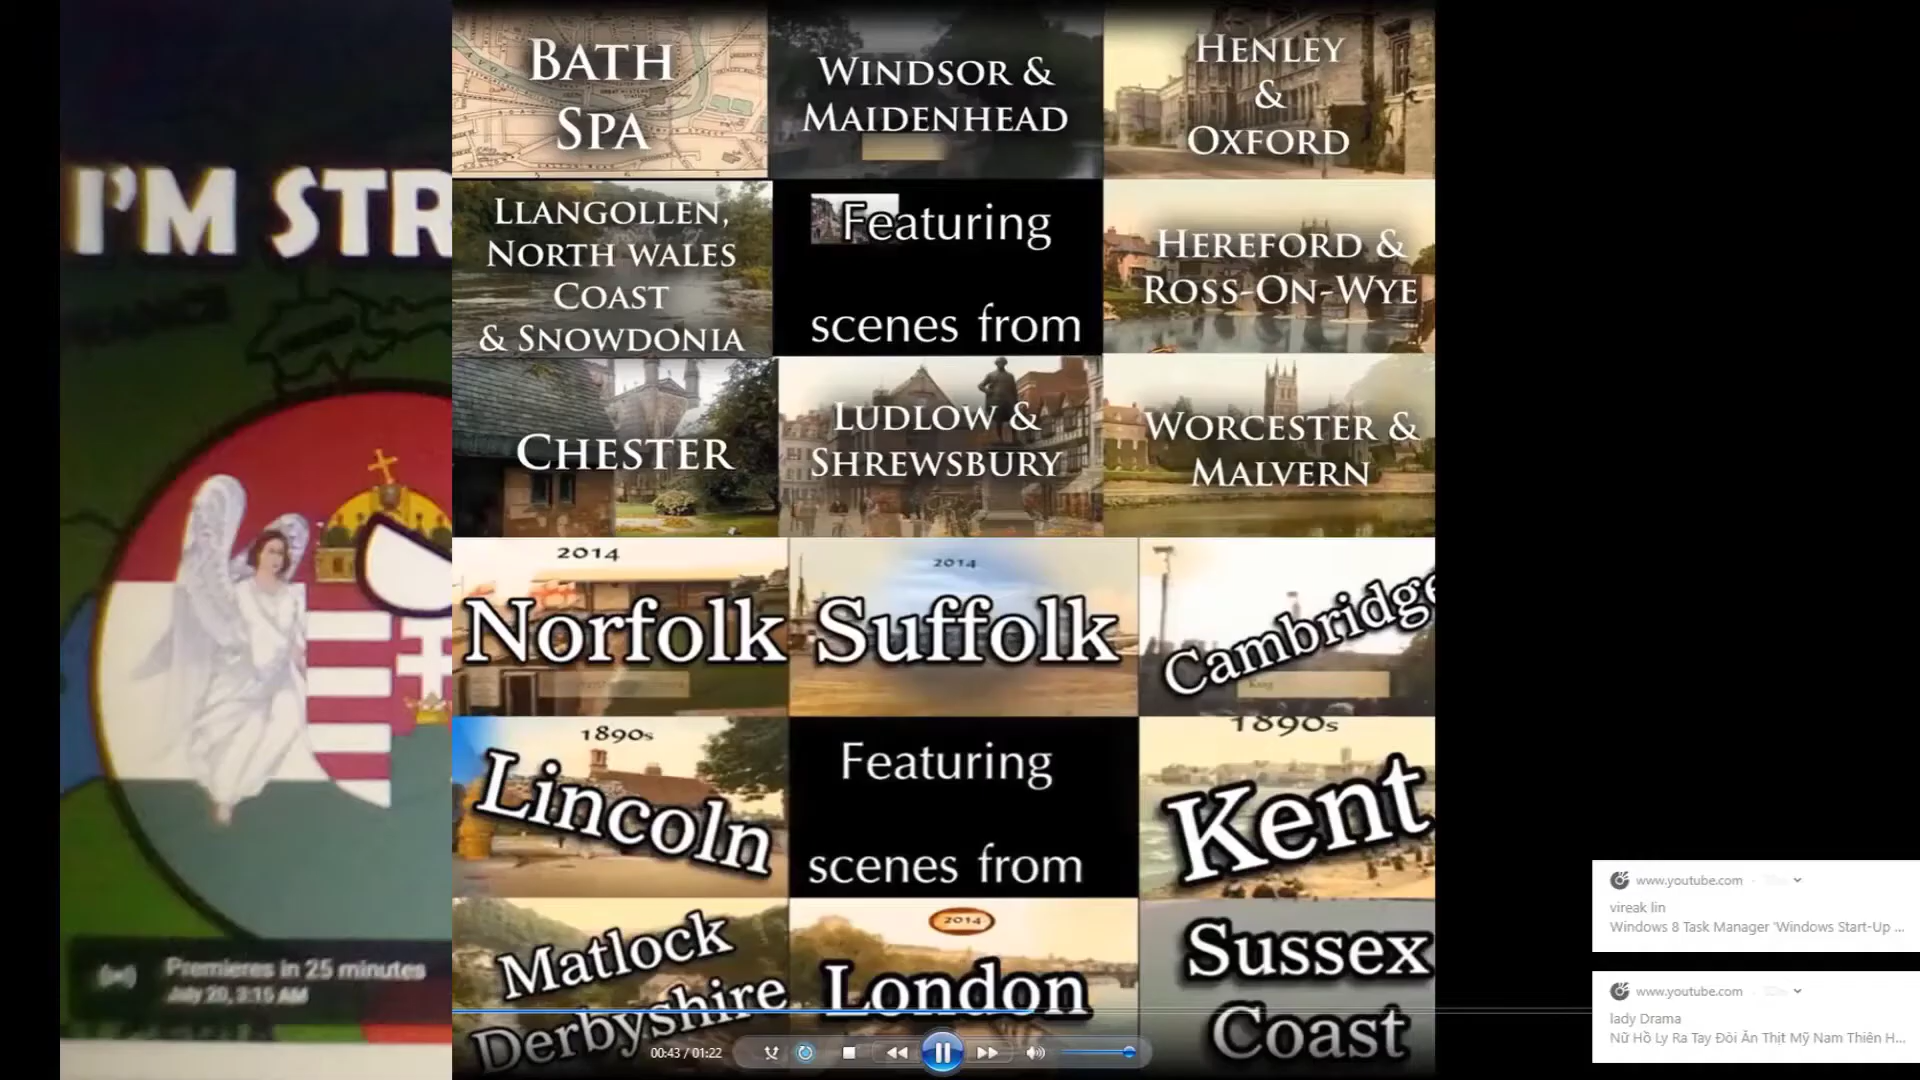 I'M STR
FRANCE
Premieres in 25 minutes
July 20, 3:15 AM
BATH
SPA
WINDSOR &
MAIDENHEAD
HENLEY
&
OXFORD
LLANGOLLEN,
NORTH WALES
COAST
& SNOWDONIA
Featuring
scenes from
HEREFORD &
ROSS-ON-WYE
CHESTER
LUDLOW &
SHREWSBURY
WORCESTER &
MALVERN
2014
Norfolk
2014
Suffolk
Cambridge
King
1890s
Lincoln
Featuring
scenes from
1890s
Kent
Matlock
Derbyshire
2014
London
Sussex
Coast
00:43 / 01:22
www.youtube.com
vireak lin
Windows 8 Task Manager 'Windows Start-Up ...
www.youtube.com
lady Drama
Nữ Hồ Ly Ra Tay Đòi Ăn Thịt Mỹ Nam Thiên H...